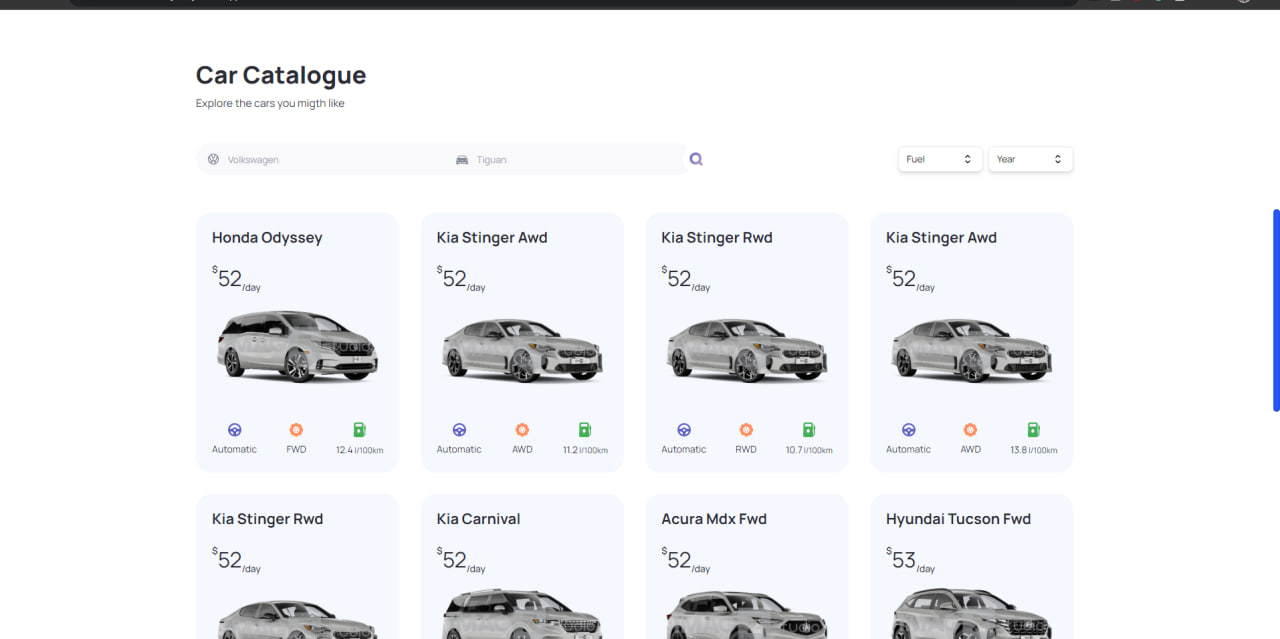 Car Catalogue
Explore the cars you migth like
Volkswagen
Tiguan
Fuel
Year
Honda Odyssey
$52/day
Automatic
FWD
12.4 l/100km
Kia Stinger Awd
$52/day
Automatic
AWD
11.2 l/100km
Kia Stinger Rwd
$52/day
Automatic
RWD
10.7 l/100km
Kia Stinger Awd
$52/day
Automatic
AWD
13.8 l/100km
Kia Stinger Rwd
$52/day
Kia Carnival
$52/day
Acura Mdx Fwd
$52/day
Hyundai Tucson Fwd
$53/day